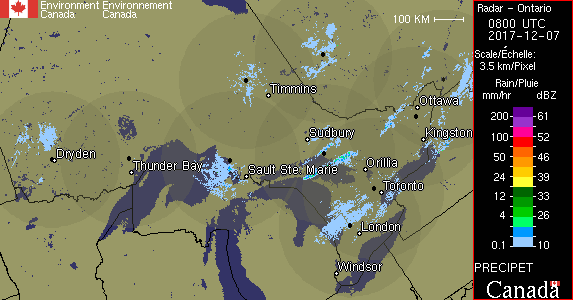 Environment Environnement
Canada Canada
100 KM
Timmins
Ottawa
Sudbury
Kingston
Dryden
Thunder Bay
Sault Ste. Marie
Orillia
Toronto
London
Windsor
Radar - Ontario
0800 UTC
2017-12-07
Scale/Échelle:
3.5 km/Pixel
Rain/Pluie
mm/hr dBZ
200 61
100 52
50 46
24 39
12 33
4 26
0.1 10
PRECIPET
Canada